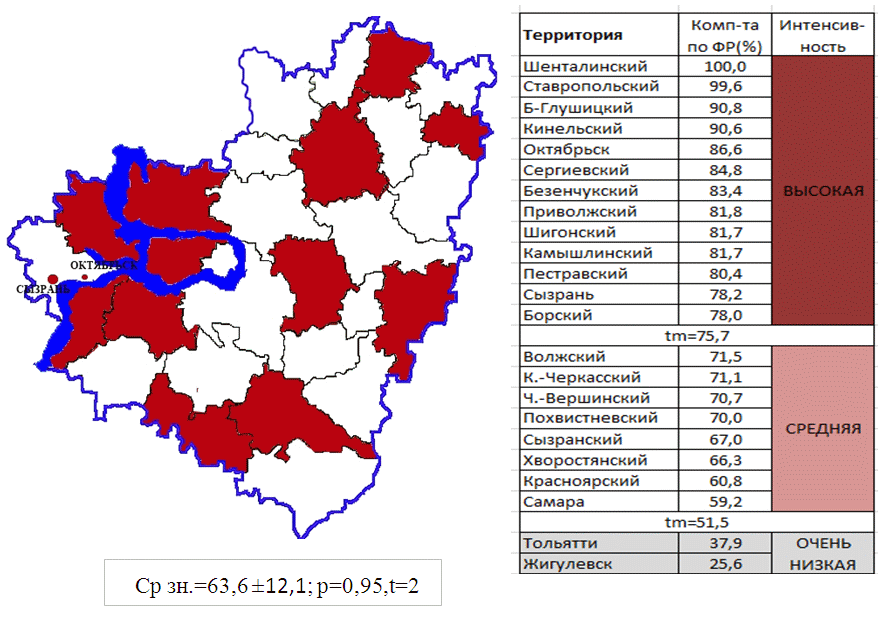 ОКТЯБРЬСК
СЫЗРАНЬ
Ср зн.=63,6 ±12,1; p=0,95,t=2
Территория Комп-та по ФР(%) Интенсив-ность
Шенталинский 100,0
Ставропольский 99,6
Б-Глушицкий 90,8
Кинельский 90,6
Октябрьск 86,6
Сергиевский 84,8
Безенчукский 83,4 ВЫСОКАЯ
Приволжский 81,8
Шигонский 81,7
Камышлинский 81,7
Пестравский 80,4
Сызрань 78,2
Борский 78,0
tm=75,7
Волжский 71,5
К.-Черкасский 71,1
Ч.-Вершинский 70,7
Похвистневский 70,0
Сызранский 67,0 СРЕДНЯЯ
Хворостянский 66,3
Красноярский 60,8
Самара 59,2
tm=51,5
Тольятти 37,9 ОЧЕНЬ
Жигулевск 25,6 НИЗКАЯ